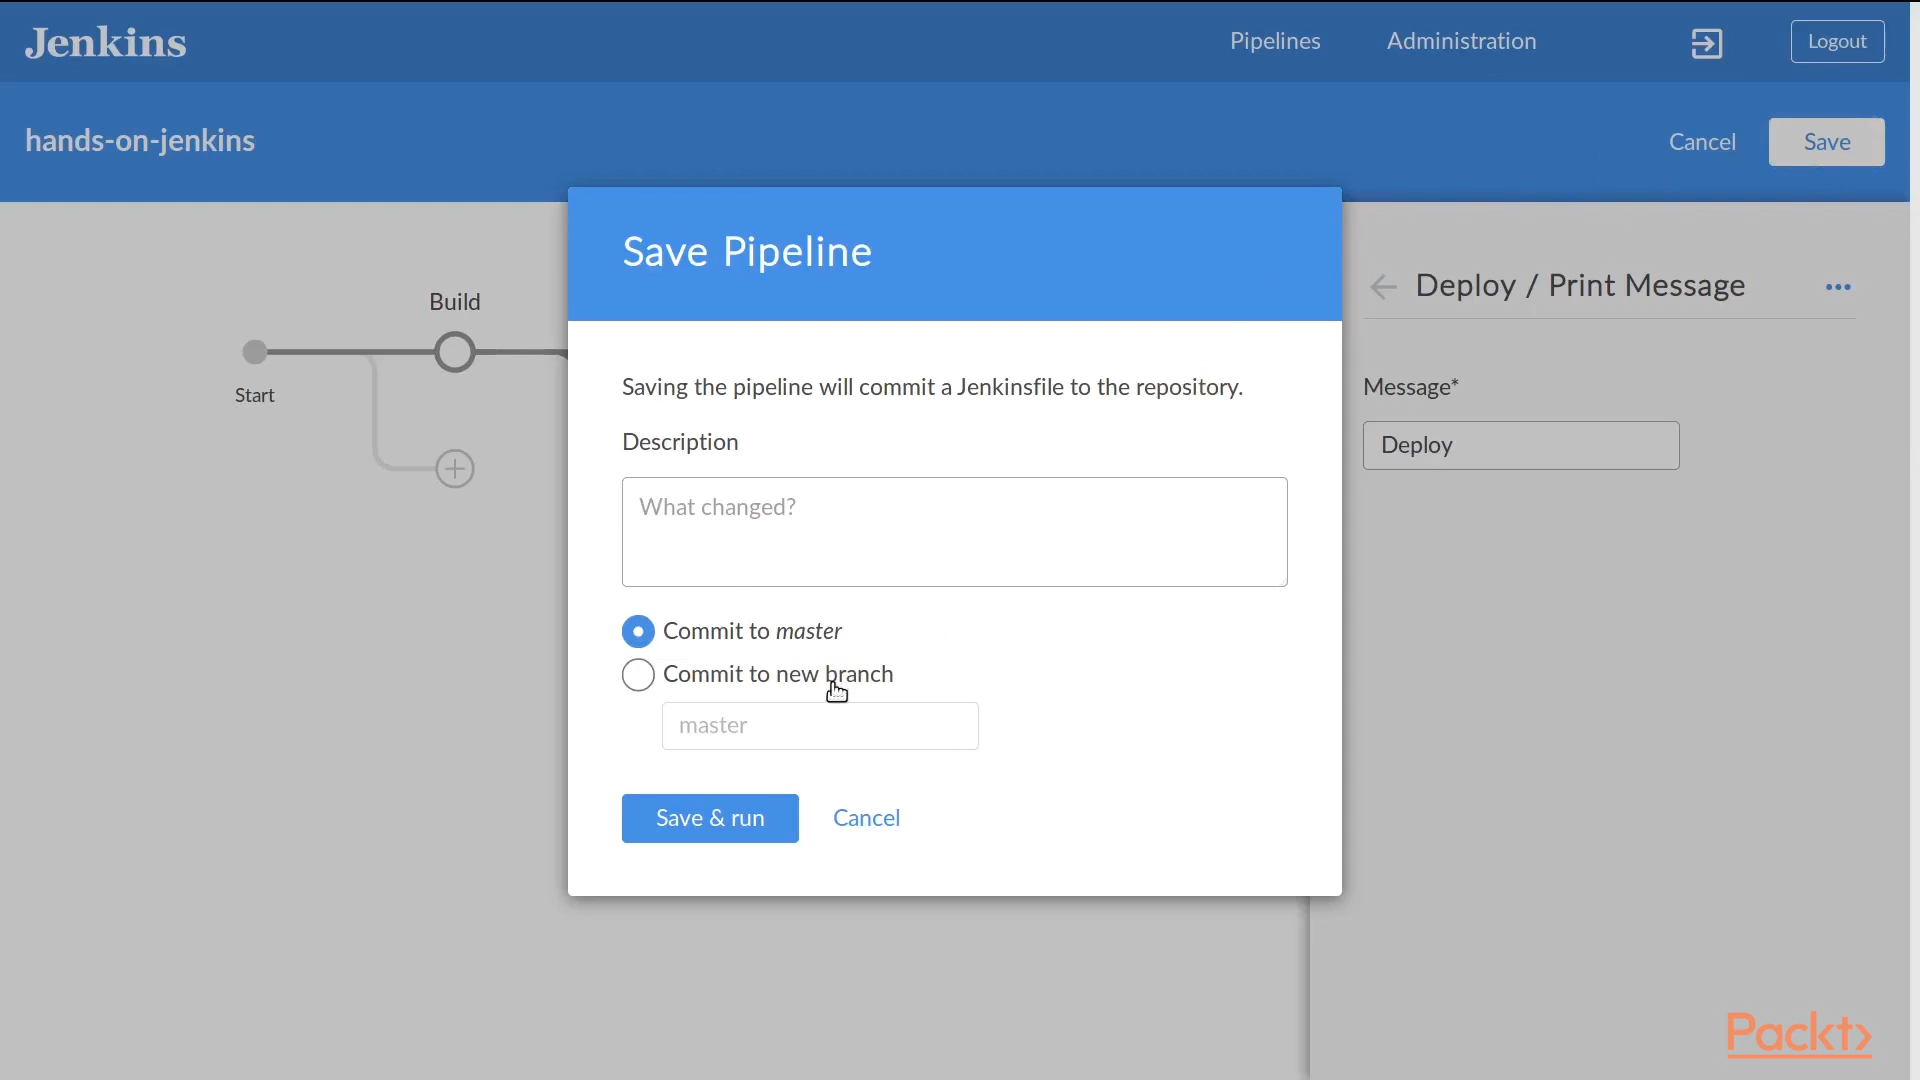 Jenkins
Pipelines
Administration
Logout
hands-on-jenkins
Cancel
Save
Save Pipeline
Build
Start
Saving the pipeline will commit a Jenkinsfile to the repository.
Description
What changed?
Commit to master
Commit to new branch
master
Save & run
Cancel
Deploy / Print Message
Message*
Deploy
Packt>